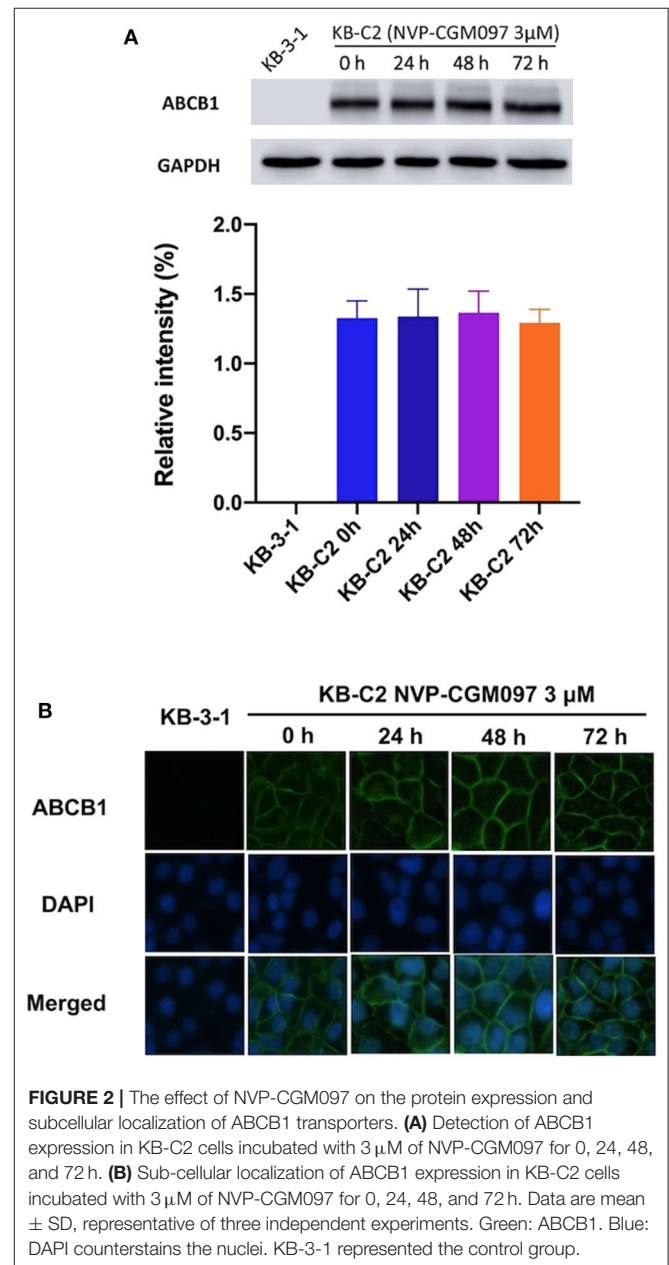 A
KB-3-1
KB-C2 (NVP-CGM097 3μM)
0 h 24 h 48 h 72 h
ABCB1
GAPDH
Relative intensity (%)
2.0
1.5
1.0
0.5
0.0
KB-3-1
KB-C2 0h
KB-C2 24h
KB-C2 48h
KB-C2 72h
B
KB-3-1
KB-C2 NVP-CGM097 3 μM
0 h 24 h 48 h 72 h
ABCB1
DAPI
Merged
FIGURE 2 | The effect of NVP-CGM097 on the protein expression and
subcellular localization of ABCB1 transporters. (A) Detection of ABCB1
expression in KB-C2 cells incubated with 3 μM of NVP-CGM097 for 0, 24, 48,
and 72 h. (B) Sub-cellular localization of ABCB1 expression in KB-C2 cells
incubated with 3 μM of NVP-CGM097 for 0, 24, 48, and 72 h. Data are mean
± SD, representative of three independent experiments. Green: ABCB1. Blue:
DAPI counterstains the nuclei. KB-3-1 represented the control group.